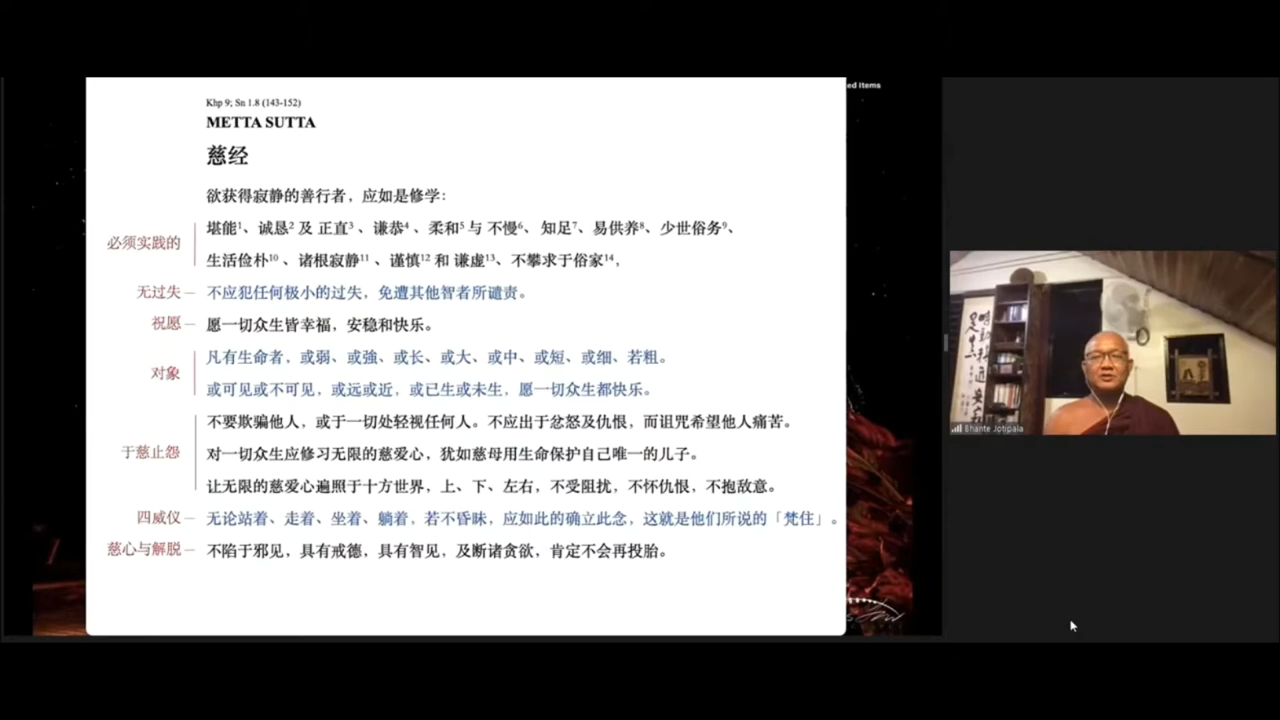 Khp 9; Sn 1.8 (143-152)
METTA SUTTA
慈经
欲获得寂静的善行者，应如是修学：
必须实践的
堪能¹、诚恳² 及 正直³ 、谦恭⁴ 、柔和⁵ 与 不慢⁶、 知足⁷、易供养⁸、少世俗务⁹、
生活俭朴¹⁰ 、诸根寂静¹¹ 、谨慎¹² 和 谦虚¹³、不攀求于俗家¹⁴，
无过失 不应犯任何极小的过失，免遭其他智者所谴责。
祝愿 愿一切众生皆幸福，安稳和快乐。
对象
凡有生命者，或弱、或強、或长、或大、或中、或短、或细、若粗。
或可见或不可见，或远或近，或已生或未生，愿一切众生都快乐。
不要欺骗他人，或于一切处轻视任何人。不应出于忿怒及仇恨，而诅咒希望他人痛苦。
于慈止怨 对一切众生应修习无限的慈爱心，犹如慈母用生命保护自己唯一的儿子。
让无限的慈爱心遍照于十方世界，上、下、左右，不受阻扰，不怀仇恨，不抱敌意。
四威仪 无论站着、走着、坐着、躺着，若不昏昧，应如此的确立此念，这就是他们所说的「梵住」。
慈心与解脱 不陷于邪见，具有戒德，具有智见，及断诸贪欲，肯定不会再投胎。
ed Items
Bhante Jotipala